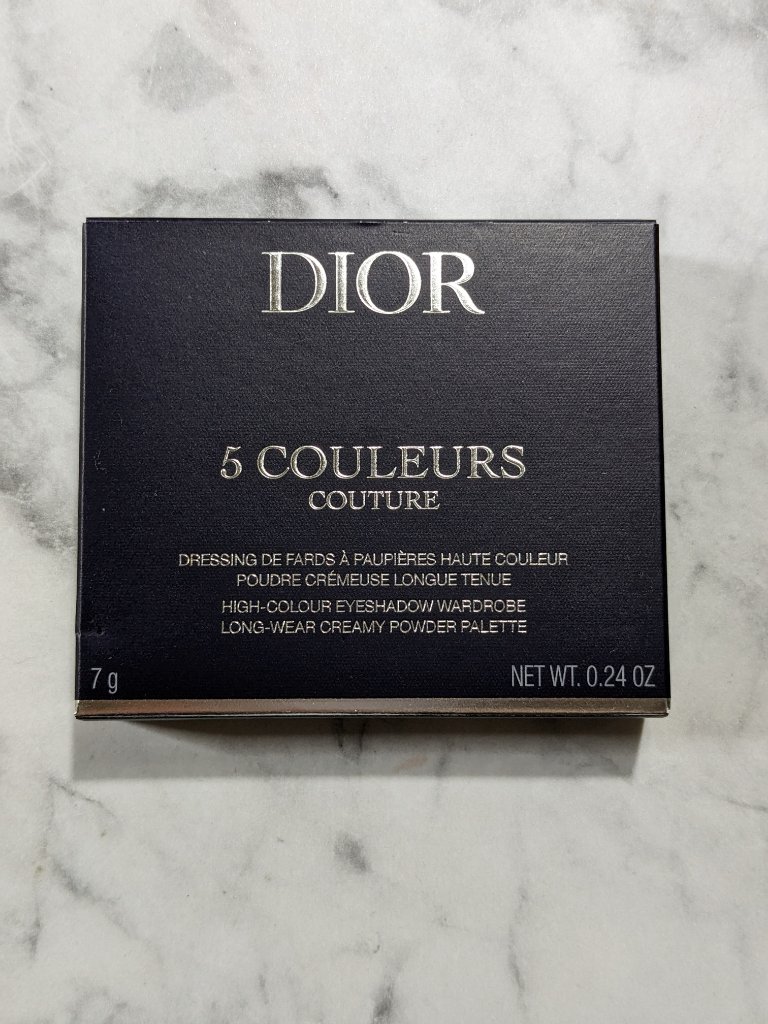 DIOR
5 COULEURS
COUTURE
DRESSING DE FARDS À PAUPIÈRES HAUTE COULEUR
POUDRE CRÉMEUSE LONGUE TENUE
HIGH-COLOUR EYESHADOW WARDROBE
LONG-WEAR CREAMY POWDER PALETTE
7 g NET WT. 0.24 OZ